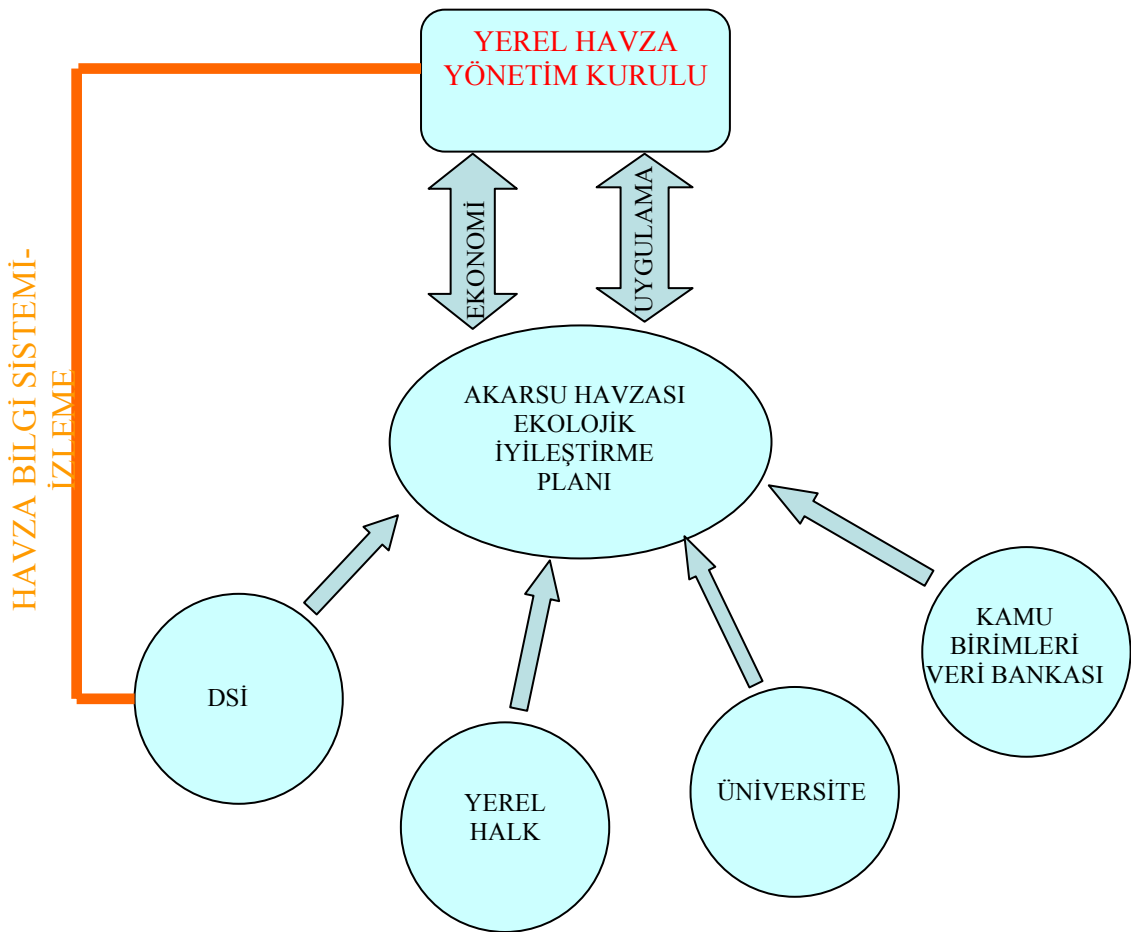 YEREL HAVZA
YÖNETİM KURULU
EKONOMİ
UYGULAMA
HAVZA BİLGİ SİSTEMİ-
İZLEME
AKARSU HAVZASI
EKOLOJİK
İYİLEŞTİRME
PLANI
KAMU
BİRİMLERİ
VERİ BANKASI
DSİ
ÜNİVERSİTE
YEREL
HALK